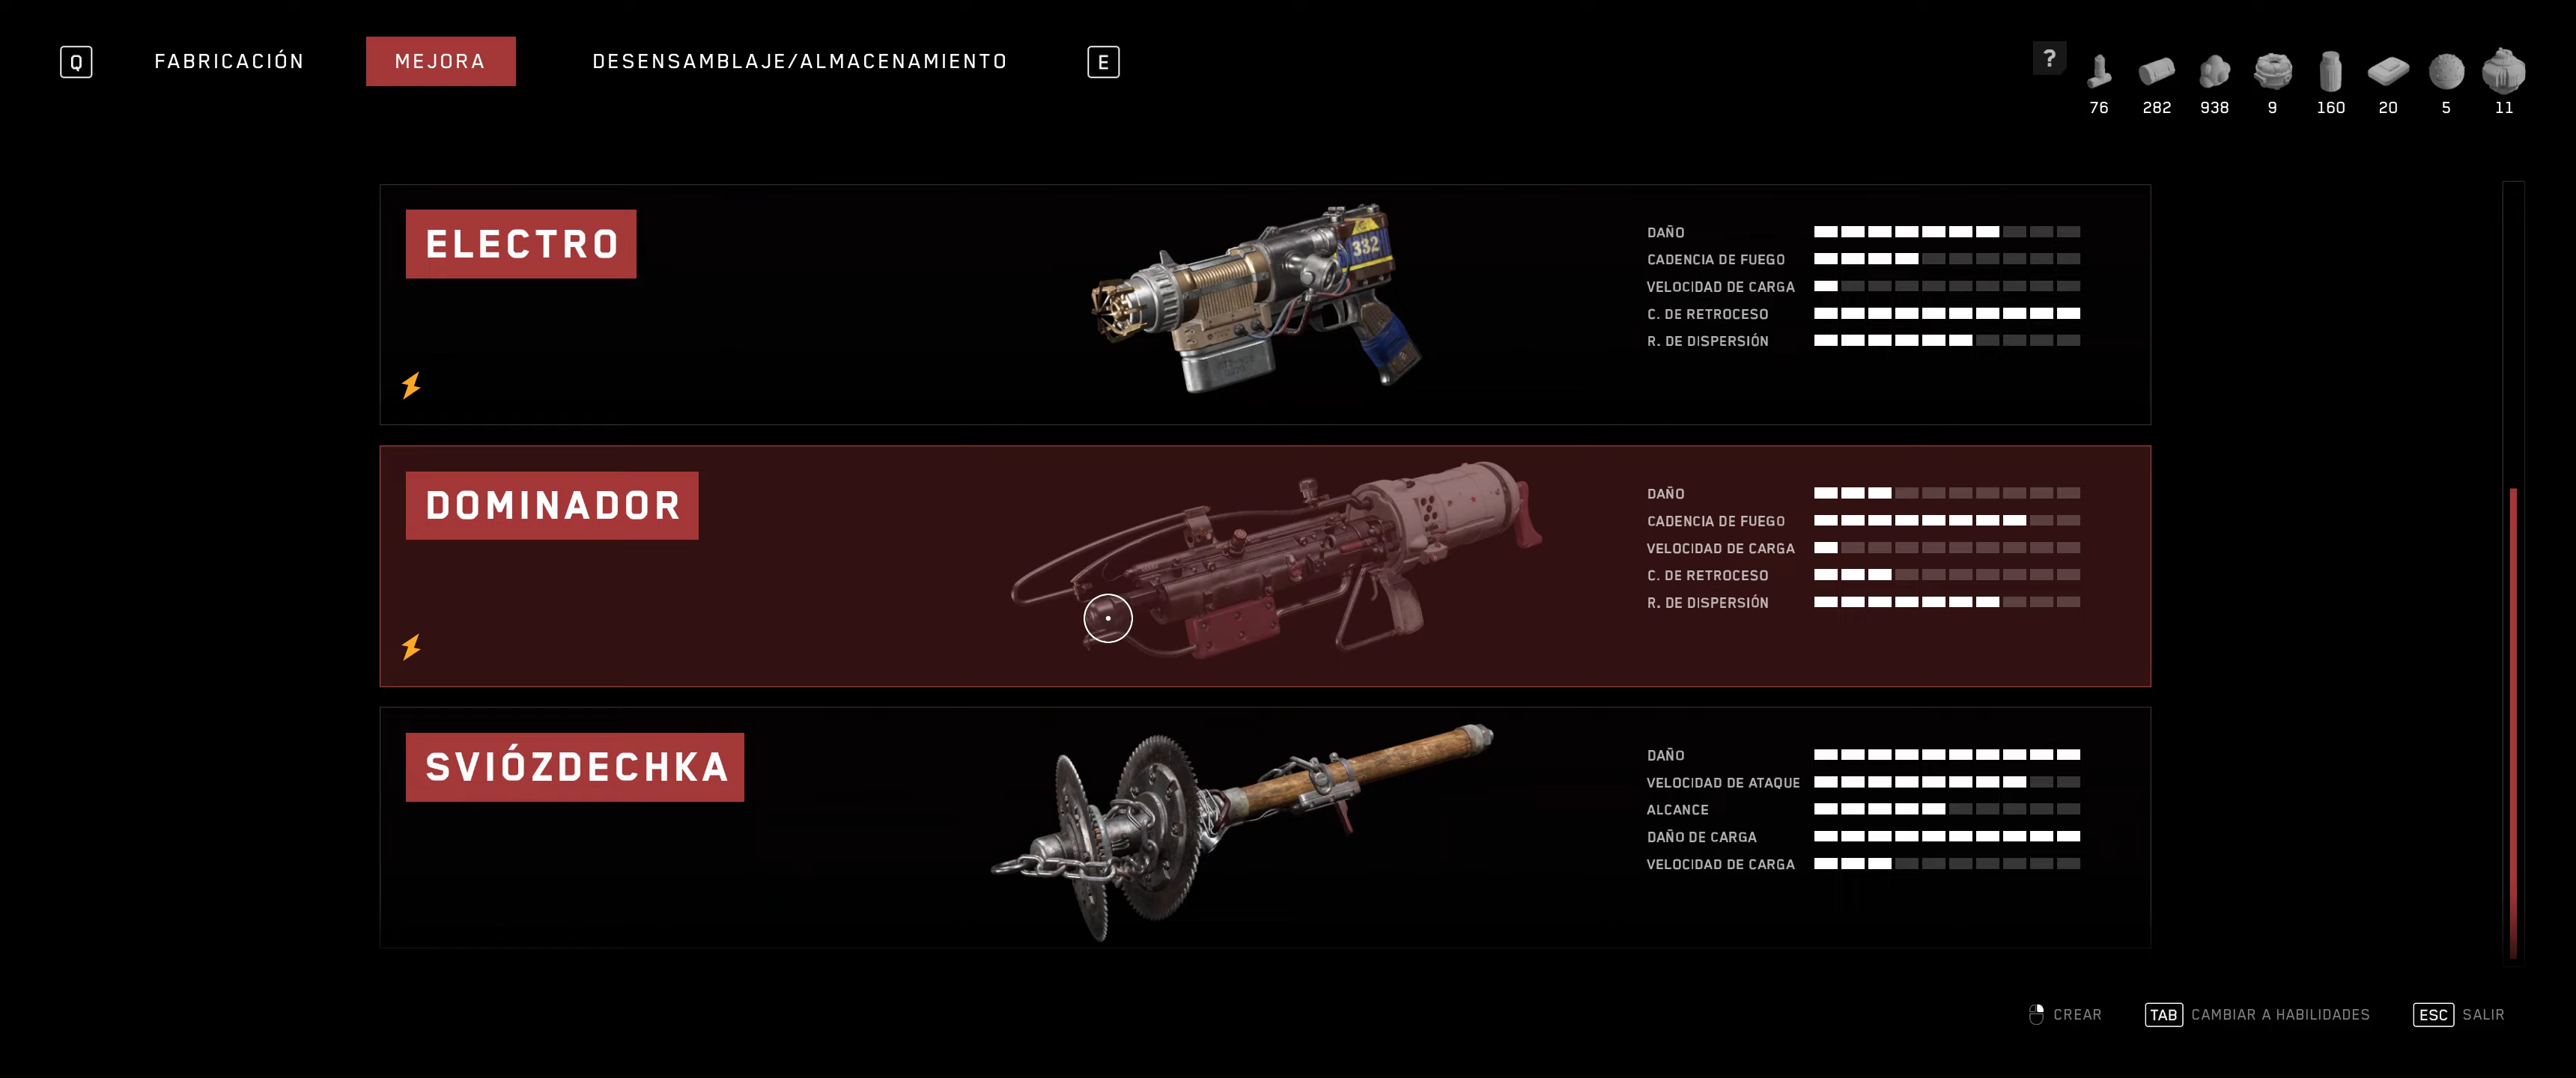 Q FABRICACIÓN MEJORA DESENSAMBLAJE/ALMACENAMIENTO E ?
76 282 938 9 160 20 5 11
ELECTRO
332
DAÑO
CADENCIA DE FUEGO
VELOCIDAD DE CARGA
C. DE RETROCESO
R. DE DISPERSIÓN
DOMINADOR
DAÑO
CADENCIA DE FUEGO
VELOCIDAD DE CARGA
C. DE RETROCESO
R. DE DISPERSIÓN
SVIÓZDECHKA
DAÑO
VELOCIDAD DE ATAQUE
ALCANCE
DAÑO DE CARGA
VELOCIDAD DE CARGA
CREAR TAB CAMBIAR A HABILIDADES ESC SALIR